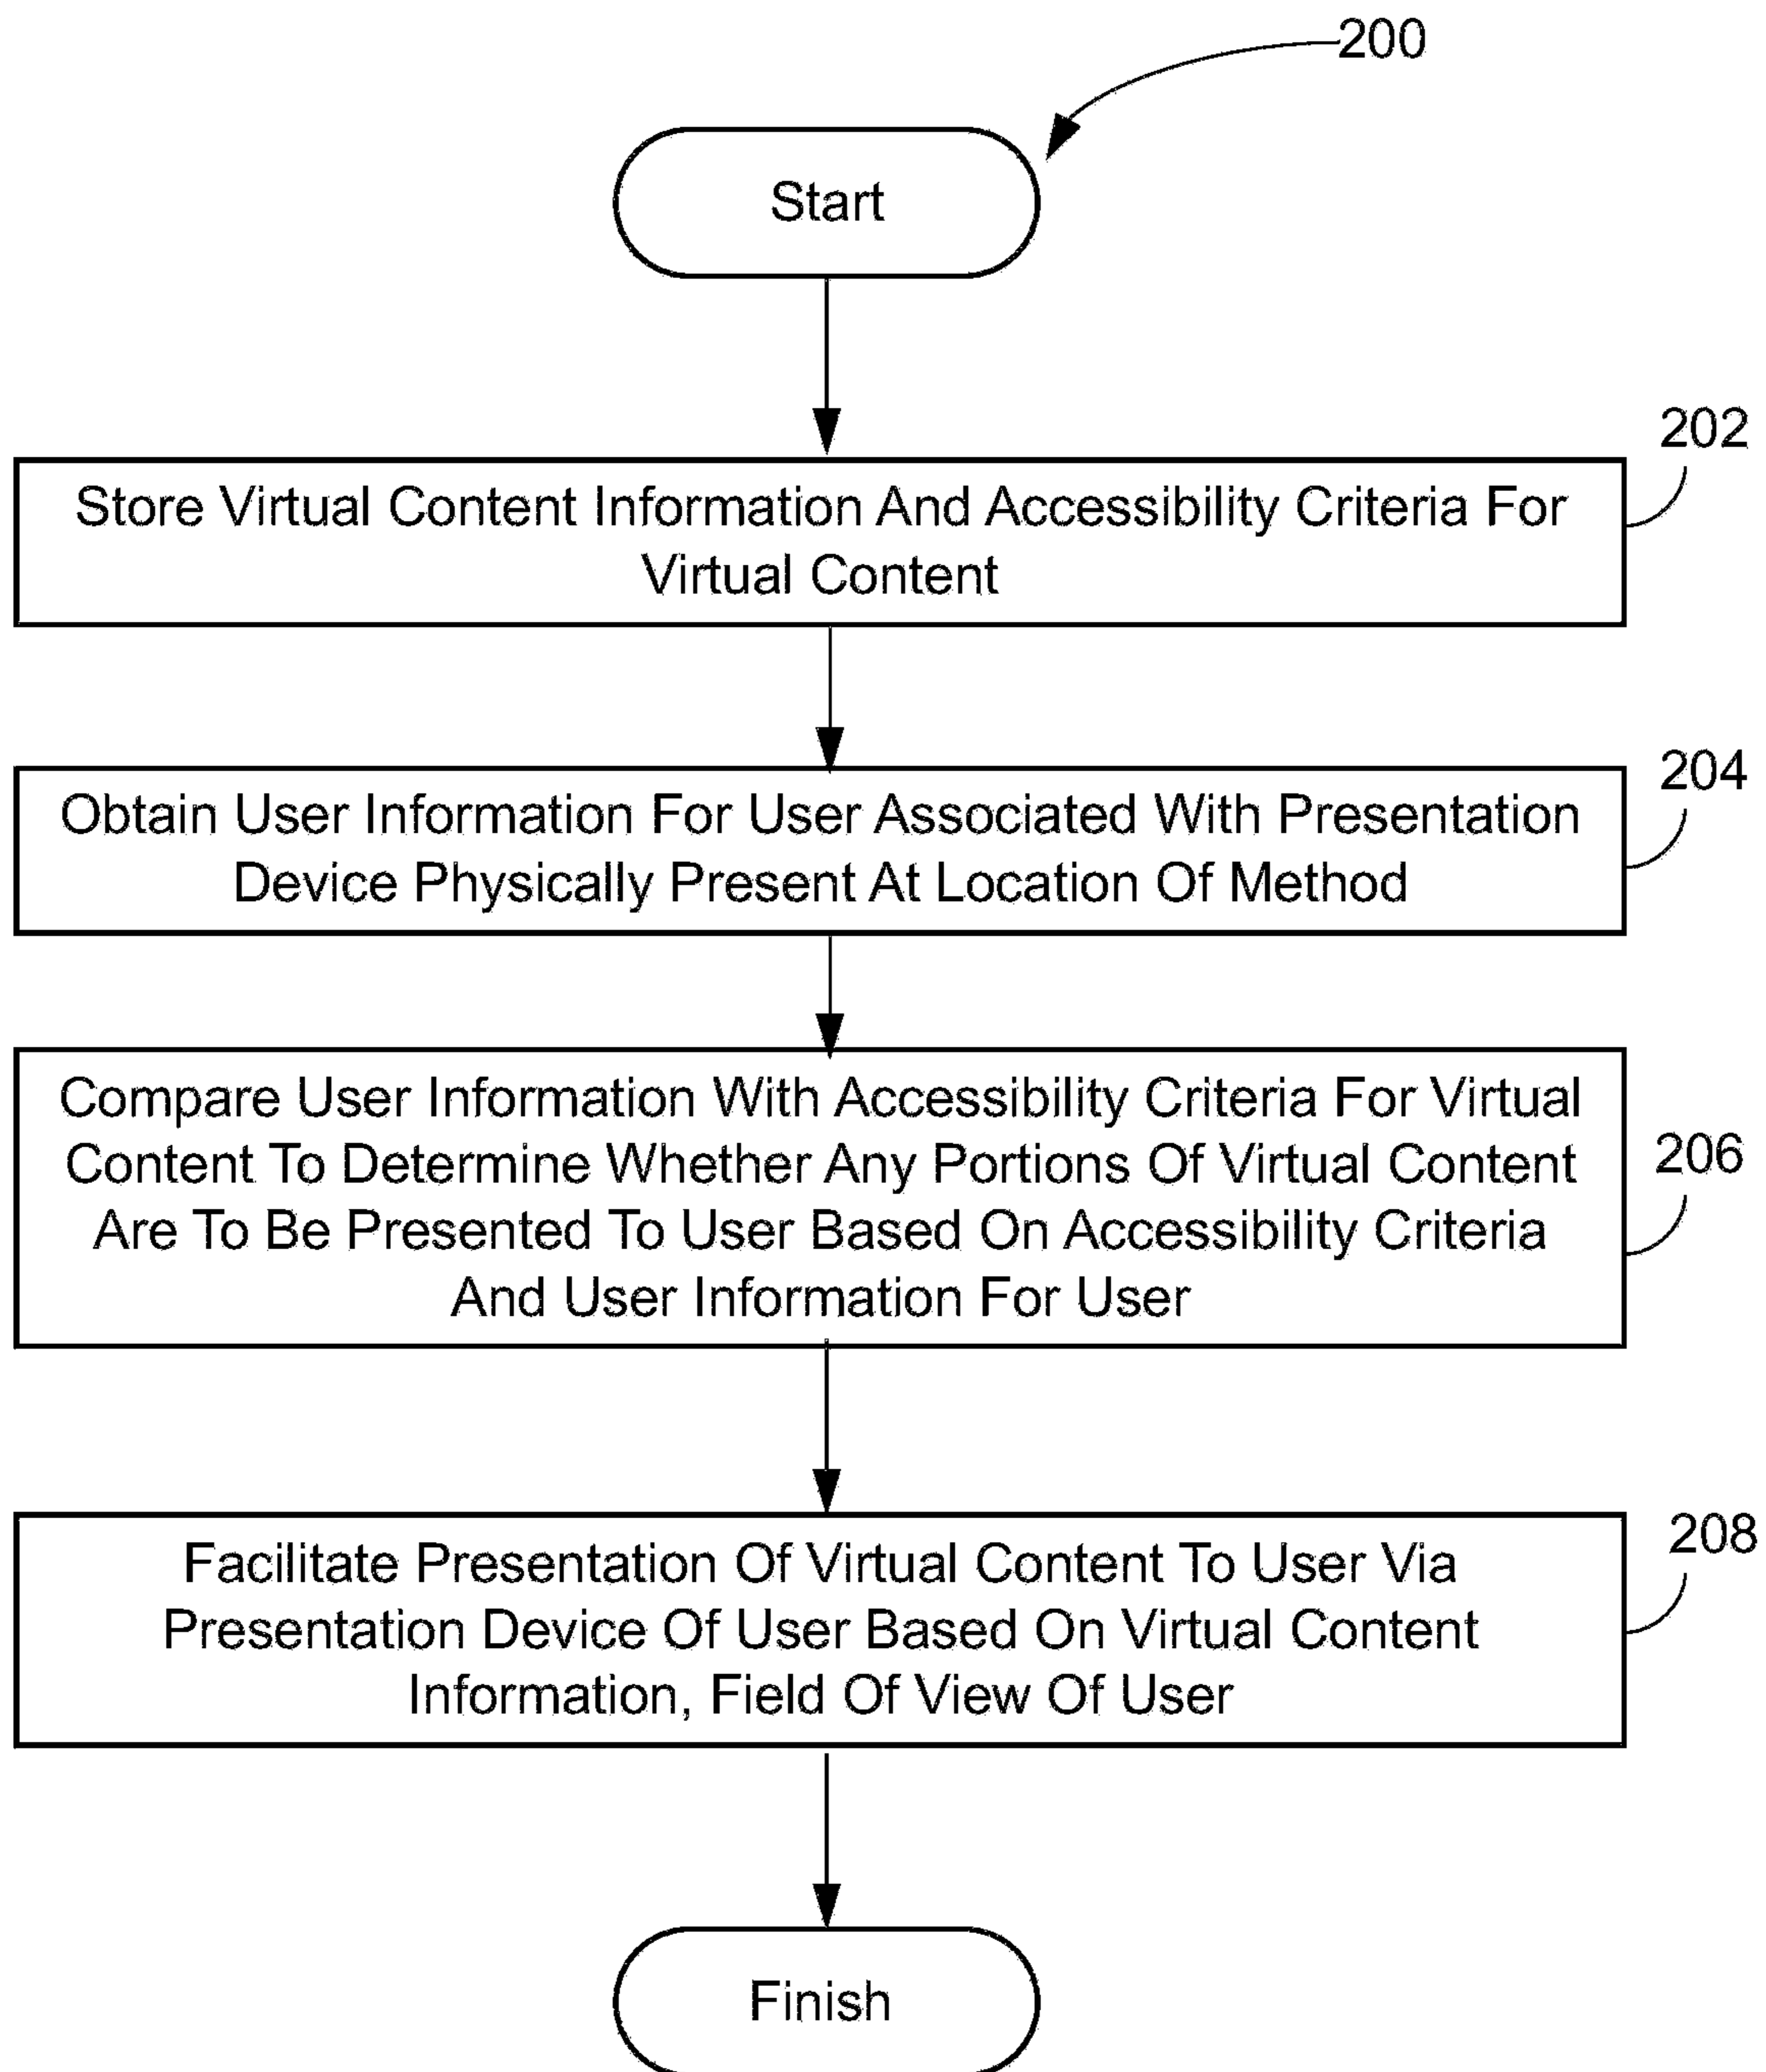 200
Start
202
Store Virtual Content Information And Accessibility Criteria For
Virtual Content
204
Obtain User Information For User Associated With Presentation
Device Physically Present At Location Of Method
Compare User Information With Accessibility Criteria For Virtual
Content To Determine Whether Any Portions Of Virtual Content
206
Are To Be Presented To User Based On Accessibility Criteria
And User Information For User
208
Facilitate Presentation Of Virtual Content To User Via
Presentation Device Of User Based On Virtual Content
Information, Field Of View Of User
Finish